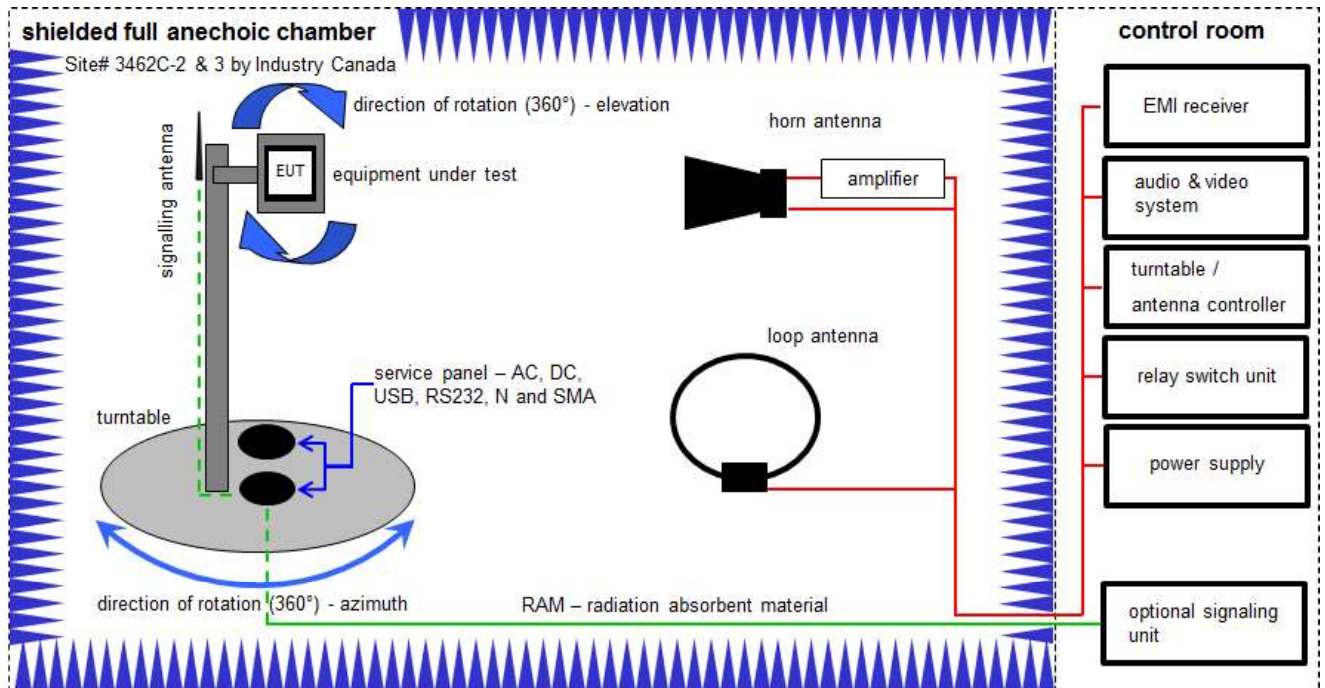 shielded full anechoic chamber
Site# 3462C-2 & 3 by Industry Canada
direction of rotation (360°) - elevation
signalling antenna
EUT
equipment under test
horn antenna
amplifier
loop antenna
service panel – AC, DC,
USB, RS232, N and SMA
turntable
direction of rotation (360°) - azimuth
RAM – radiation absorbent material
control room
EMI receiver
audio & video
system
turntable /
antenna controller
relay switch unit
power supply
optional signaling
unit